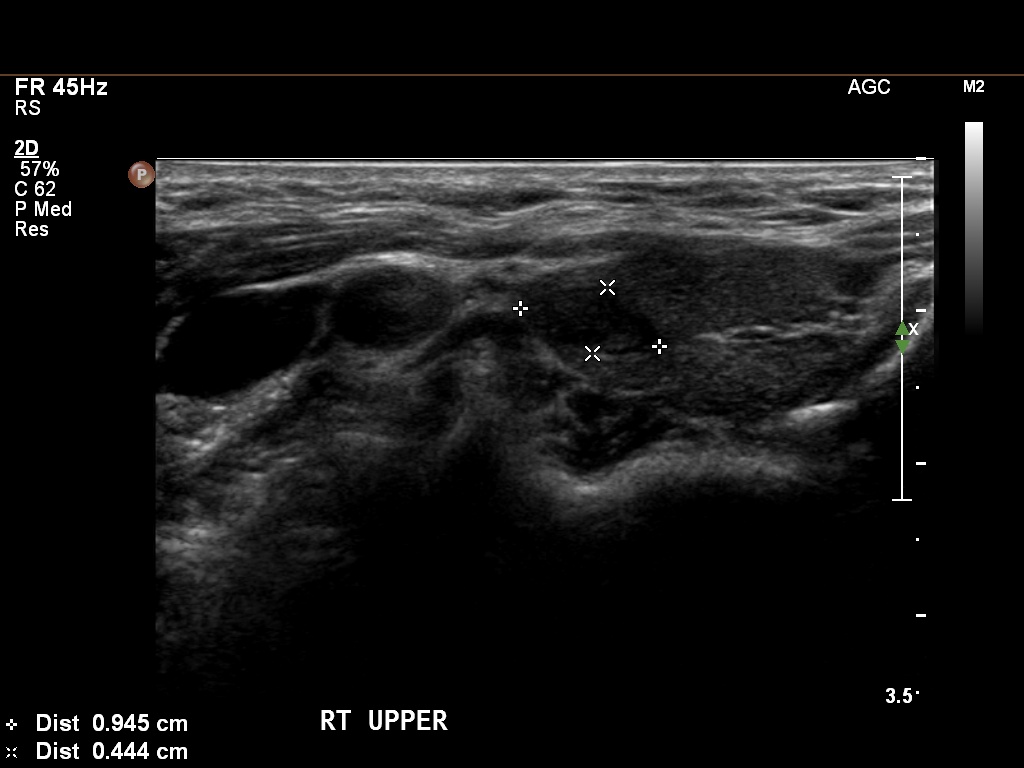 FR 45Hz
RS
AGC
M2
2D
57%
C 62
P Med
Res
P
x
3.5
Dist 0.945 cm
Dist 0.444 cm
RT UPPER